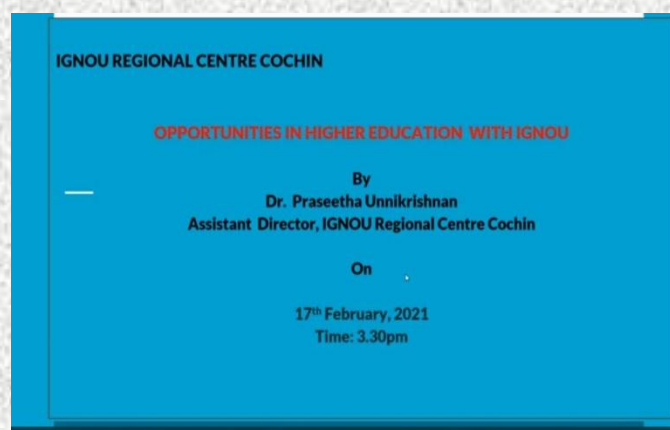 IGNOU REGIONAL CENTRE COCHIN
OPPORTUNITIES IN HIGHER EDUCATION WITH IGNOU
By
Dr. Praseetha Unnikrishnan
Assistant Director, IGNOU Regional Centre Cochin
On
17th February, 2021
Time: 3.30pm